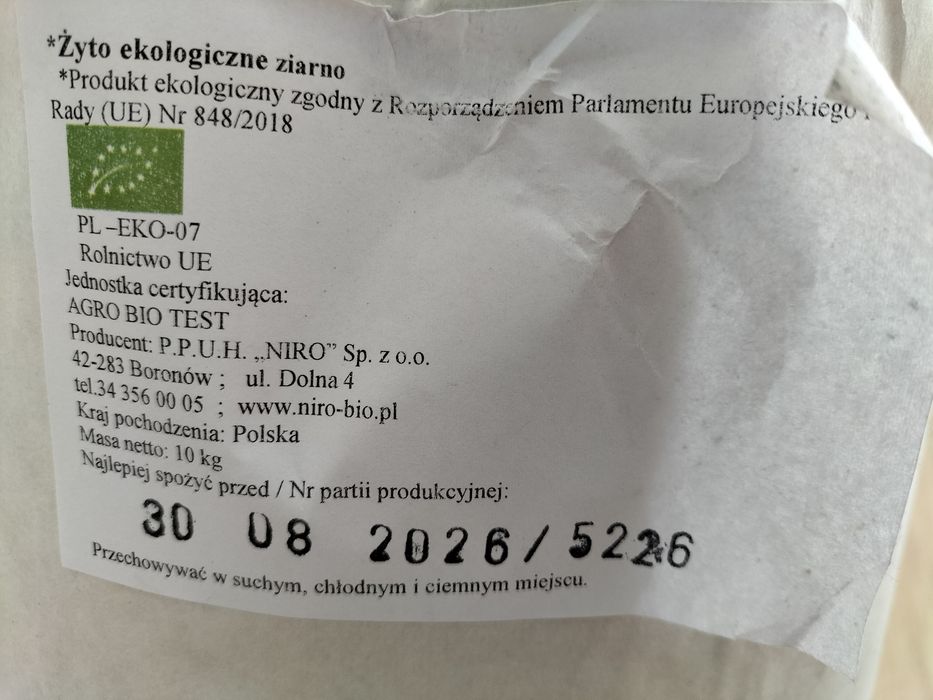 *Żyto ekologiczne ziarno
*Produkt ekologiczny zgodny z Rozporządzeniem Parlamentu Europejskiego
Rady (UE) Nr 848/2018
PL –EKO-07
Rolnictwo UE
Jednostka certyfikująca:
AGRO BIO TEST
Producent: P.P.U.H. „NIRO” Sp. z o.o.
42-283 Boronów ; ul. Dolna 4
tel.34 356 00 05 ; www.niro-bio.pl
Kraj pochodzenia: Polska
Masa netto: 10 kg
Najlepiej spożyć przed / Nr partii produkcyjnej:
30 08 2026 / 5226
Przechowywać w suchym, chłodnym i ciemnym miejscu.